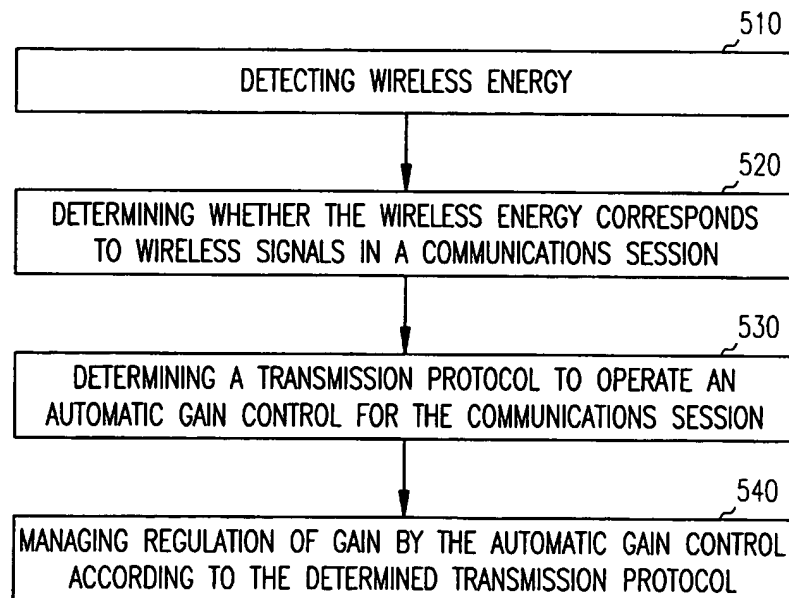 510
DETECTING WIRELESS ENERGY
520
DETERMINING WHETHER THE WIRELESS ENERGY CORRESPONDS
TO WIRELESS SIGNALS IN A COMMUNICATIONS SESSION
530
DETERMINING A TRANSMISSION PROTOCOL TO OPERATE AN
AUTOMATIC GAIN CONTROL FOR THE COMMUNICATIONS SESSION
540
MANAGING REGULATION OF GAIN BY THE AUTOMATIC GAIN CONTROL
ACCORDING TO THE DETERMINED TRANSMISSION PROTOCOL